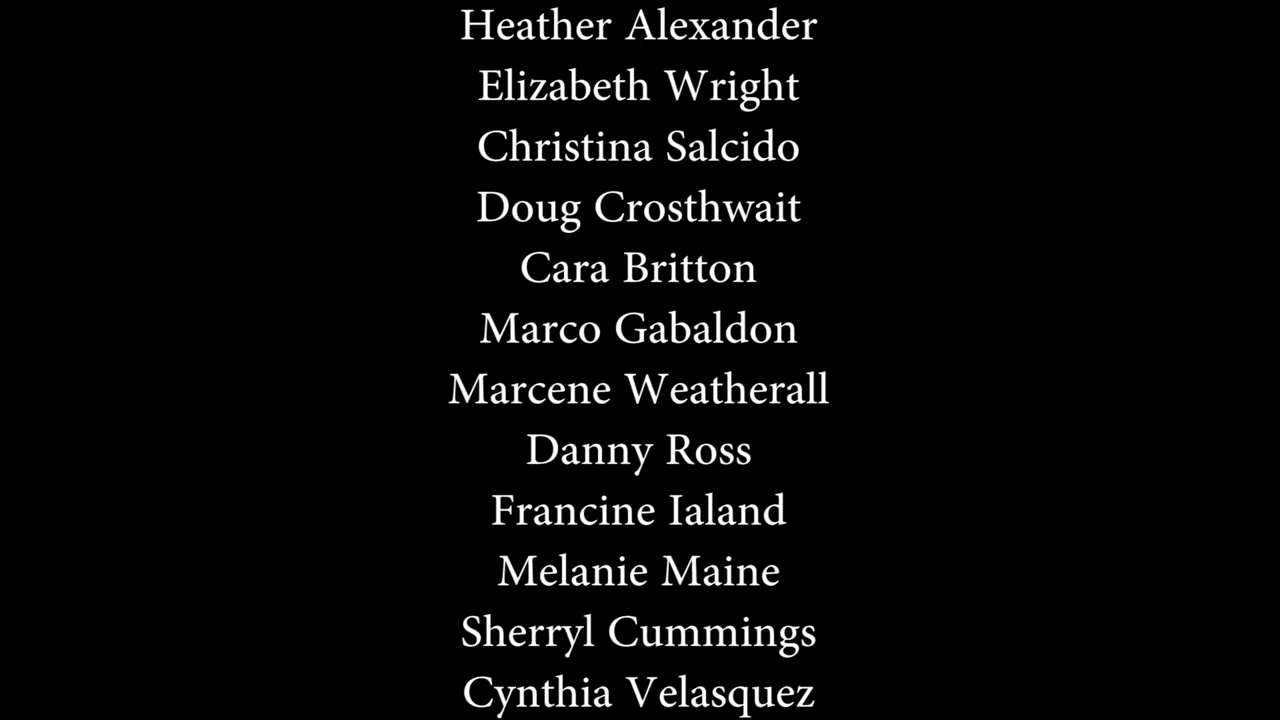 Heather Alexander
Elizabeth Wright
Christina Salcido
Doug Crosthwait
Cara Britton
Marco Gabaldon
Marcene Weatherall
Danny Ross
Francine Ialand
Melanie Maine
Sherryl Cummings
Cynthia Velasquez